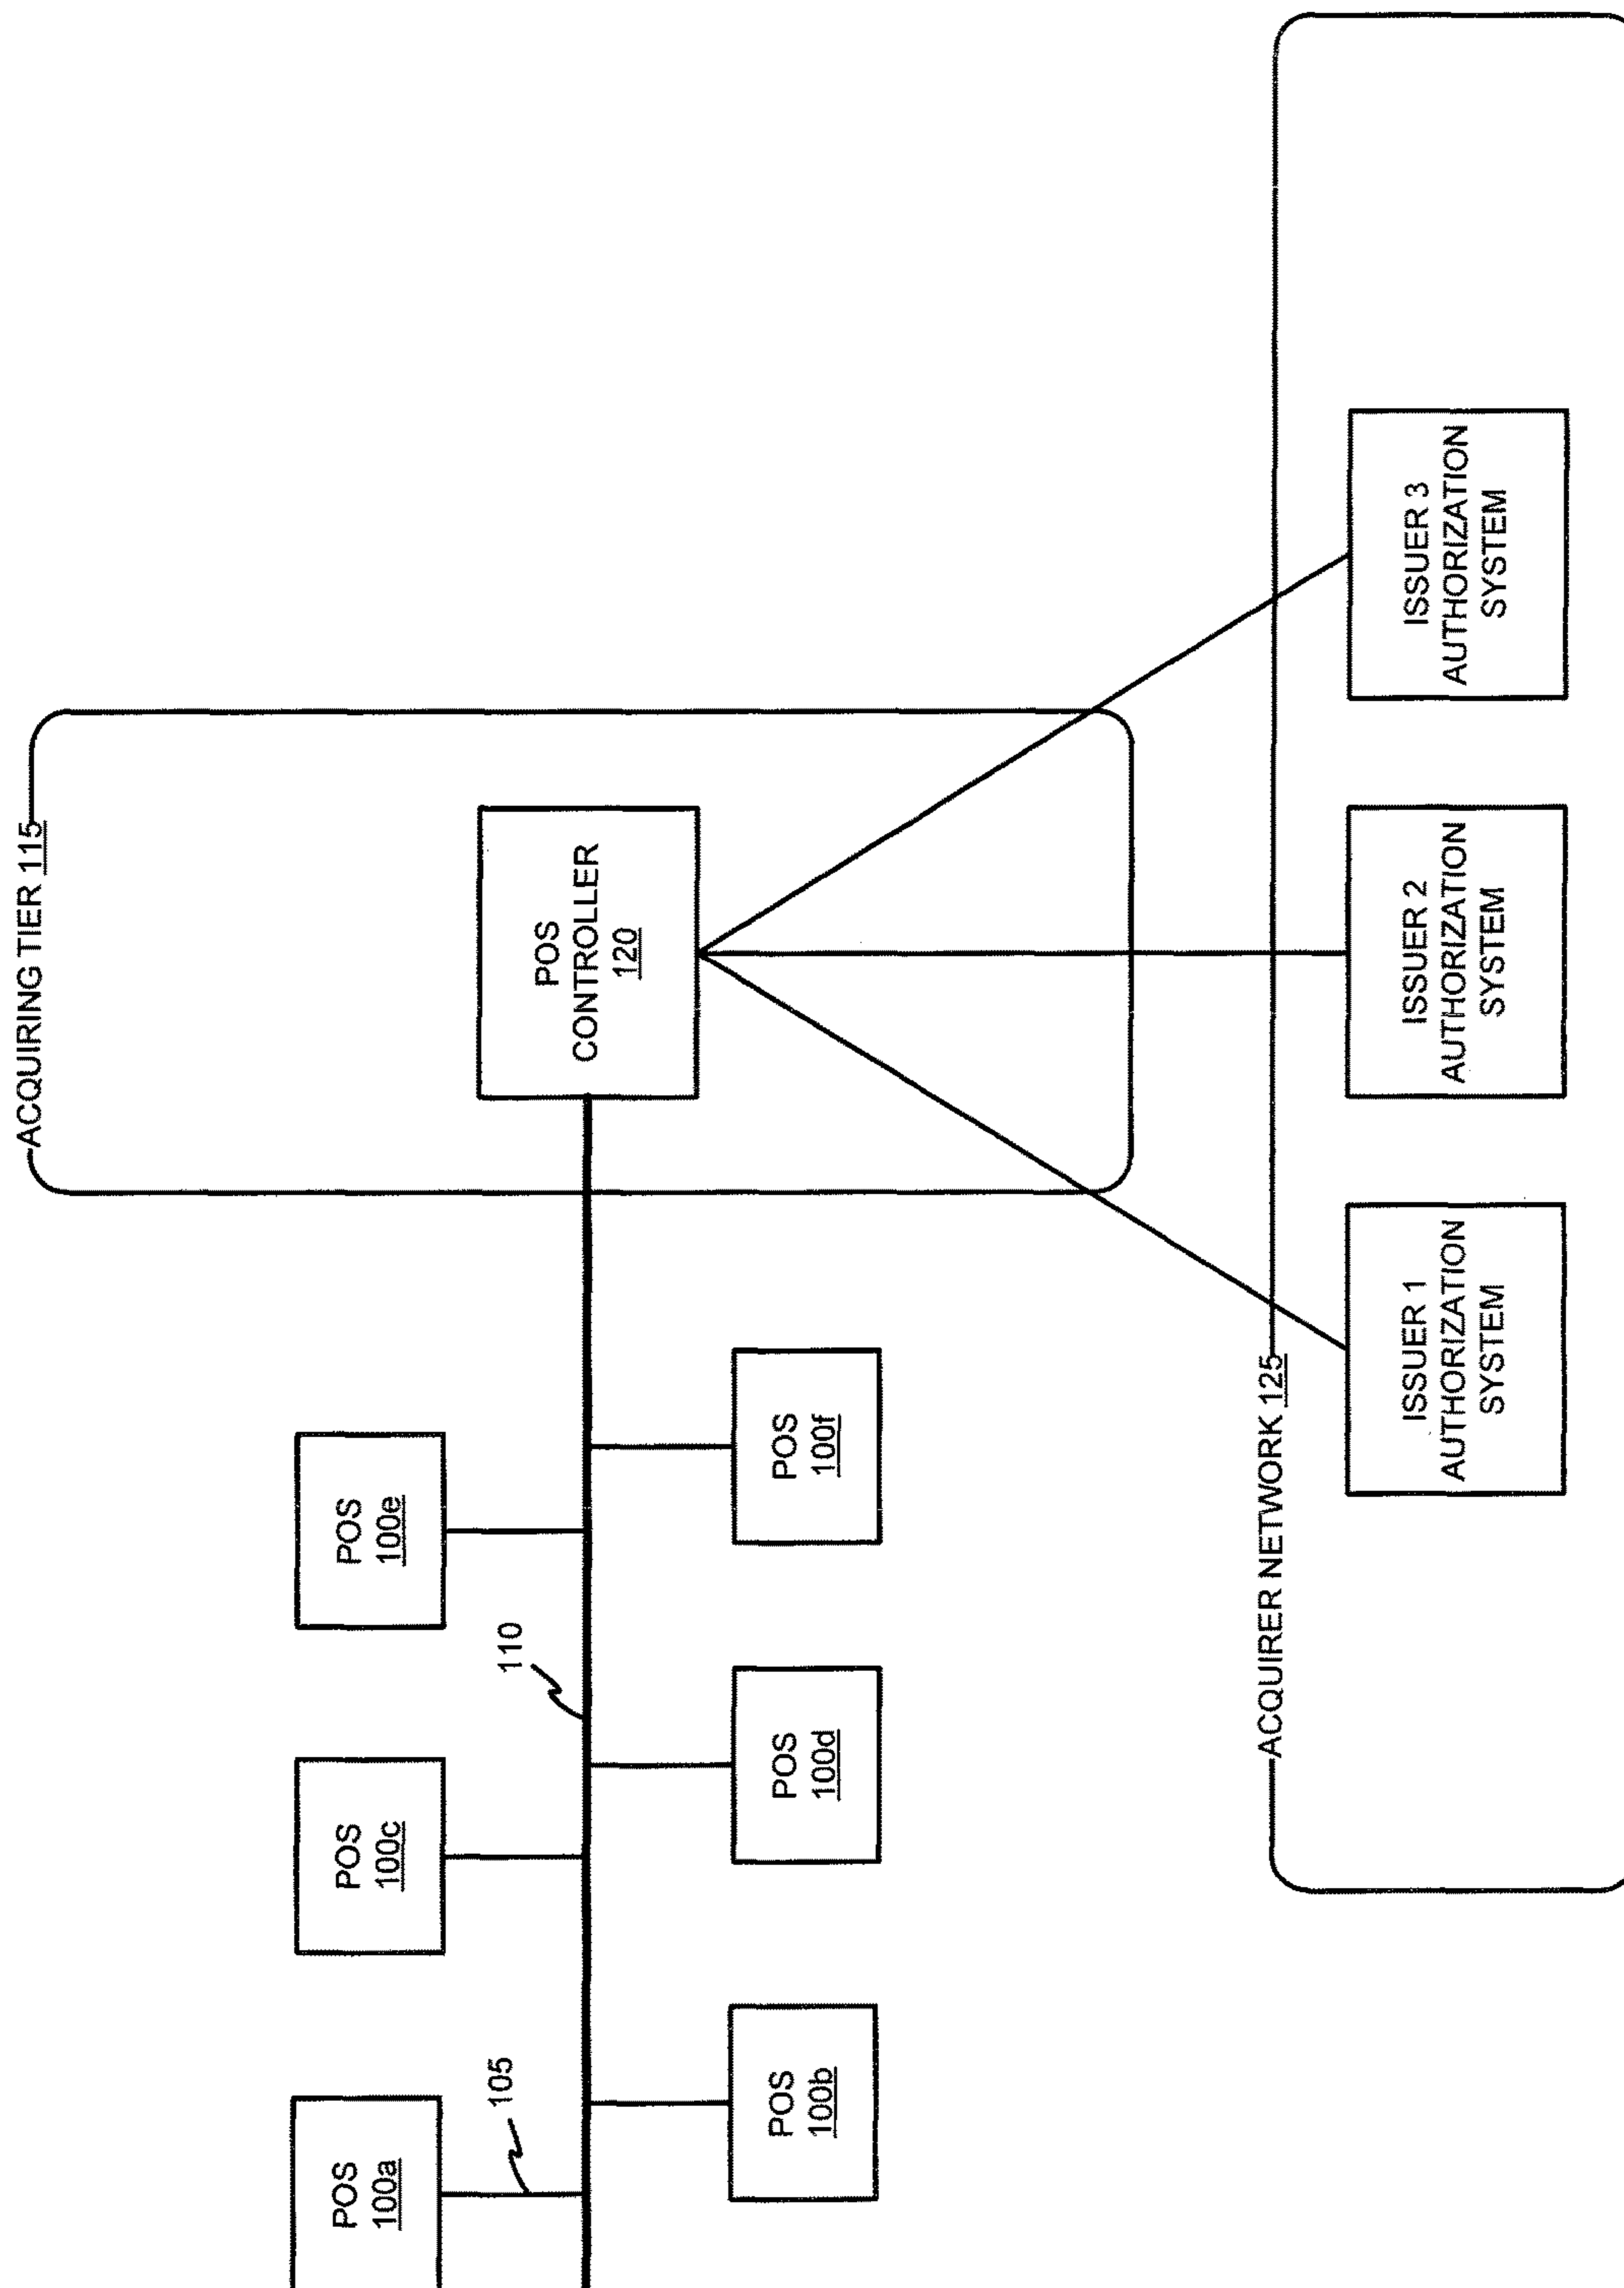 ACQUIRING TIER 115
POS
100a
POS
100c
POS
100e
105
110
POS
CONTROLLER
120
POS
100b
POS
100d
POS
100f
ACQUIRER NETWORK 125
ISSUER 1
AUTHORIZATION
SYSTEM
ISSUER 2
AUTHORIZATION
SYSTEM
ISSUER 3
AUTHORIZATION
SYSTEM